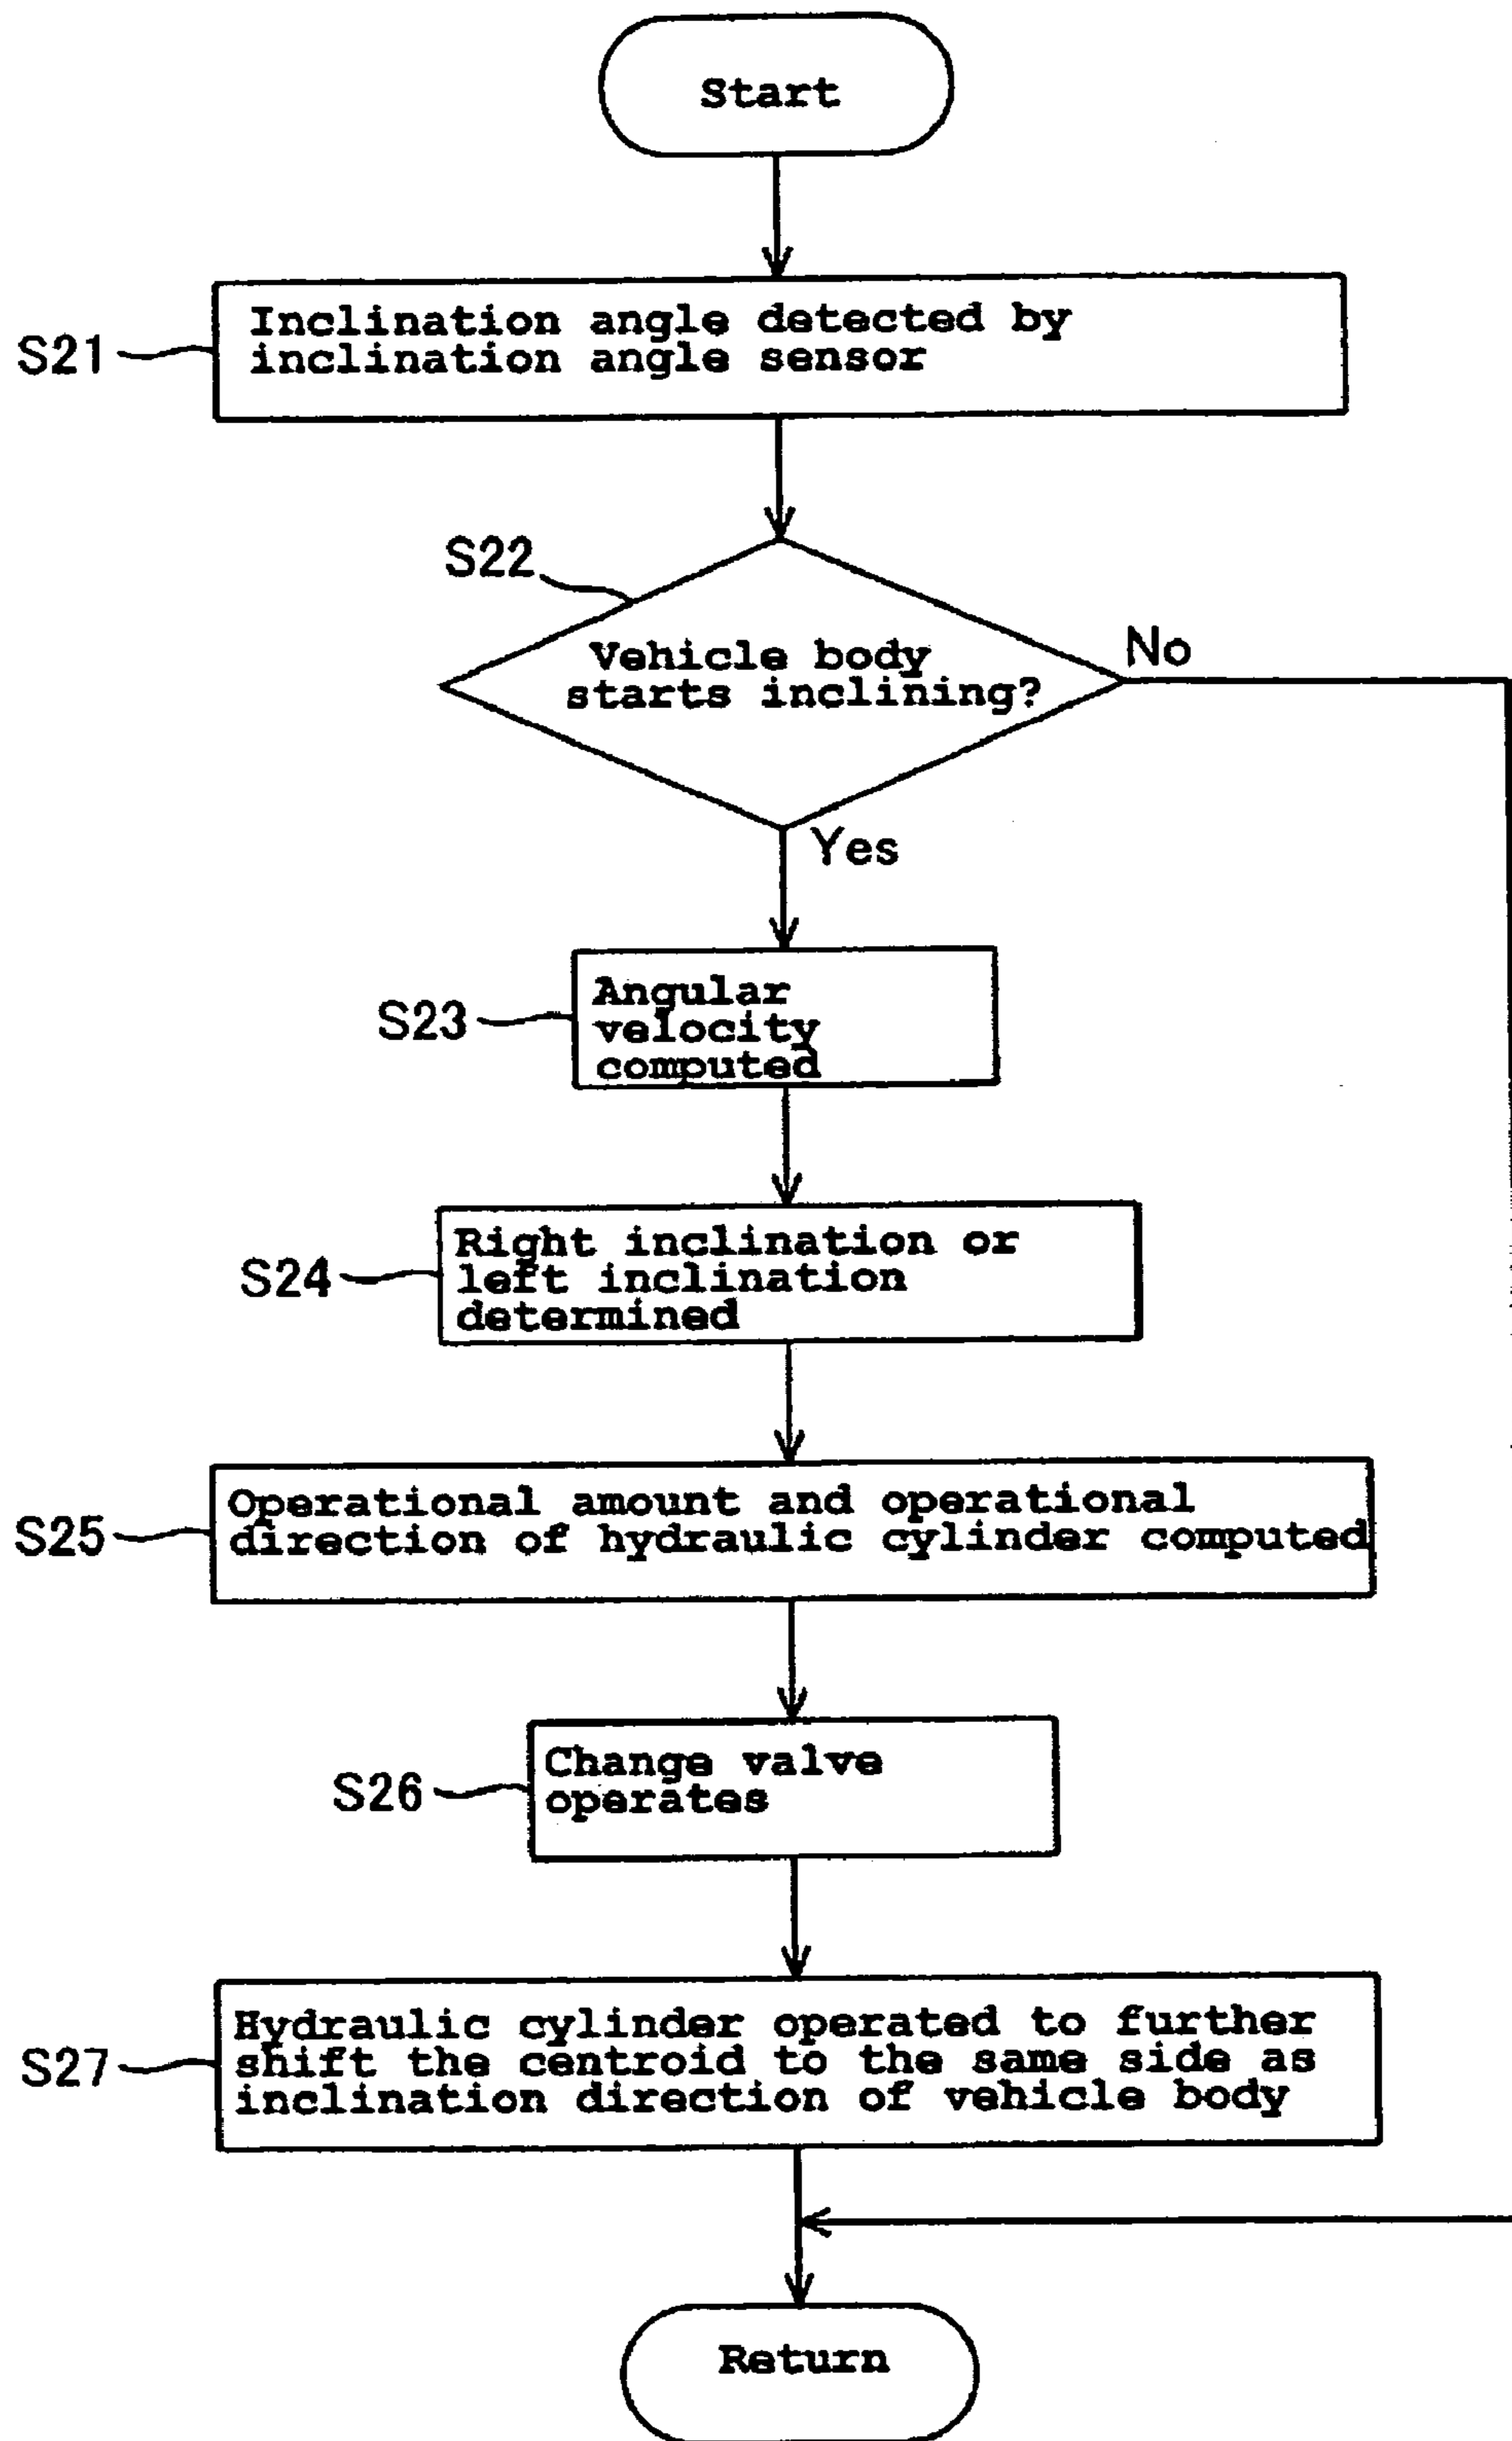 Start
S21
Inclination angle detected by
inclination angle sensor
S22
Vehicle body
starts inclining?
No
Yes
S23
Angular
velocity
computed
S24
Right inclination or
left inclination
determined
S25
Operational amount and operational
direction of hydraulic cylinder computed
S26
Change valve
operates
S27
Hydraulic cylinder operated to further
shift the centroid to the same side as
inclination direction of vehicle body
Return